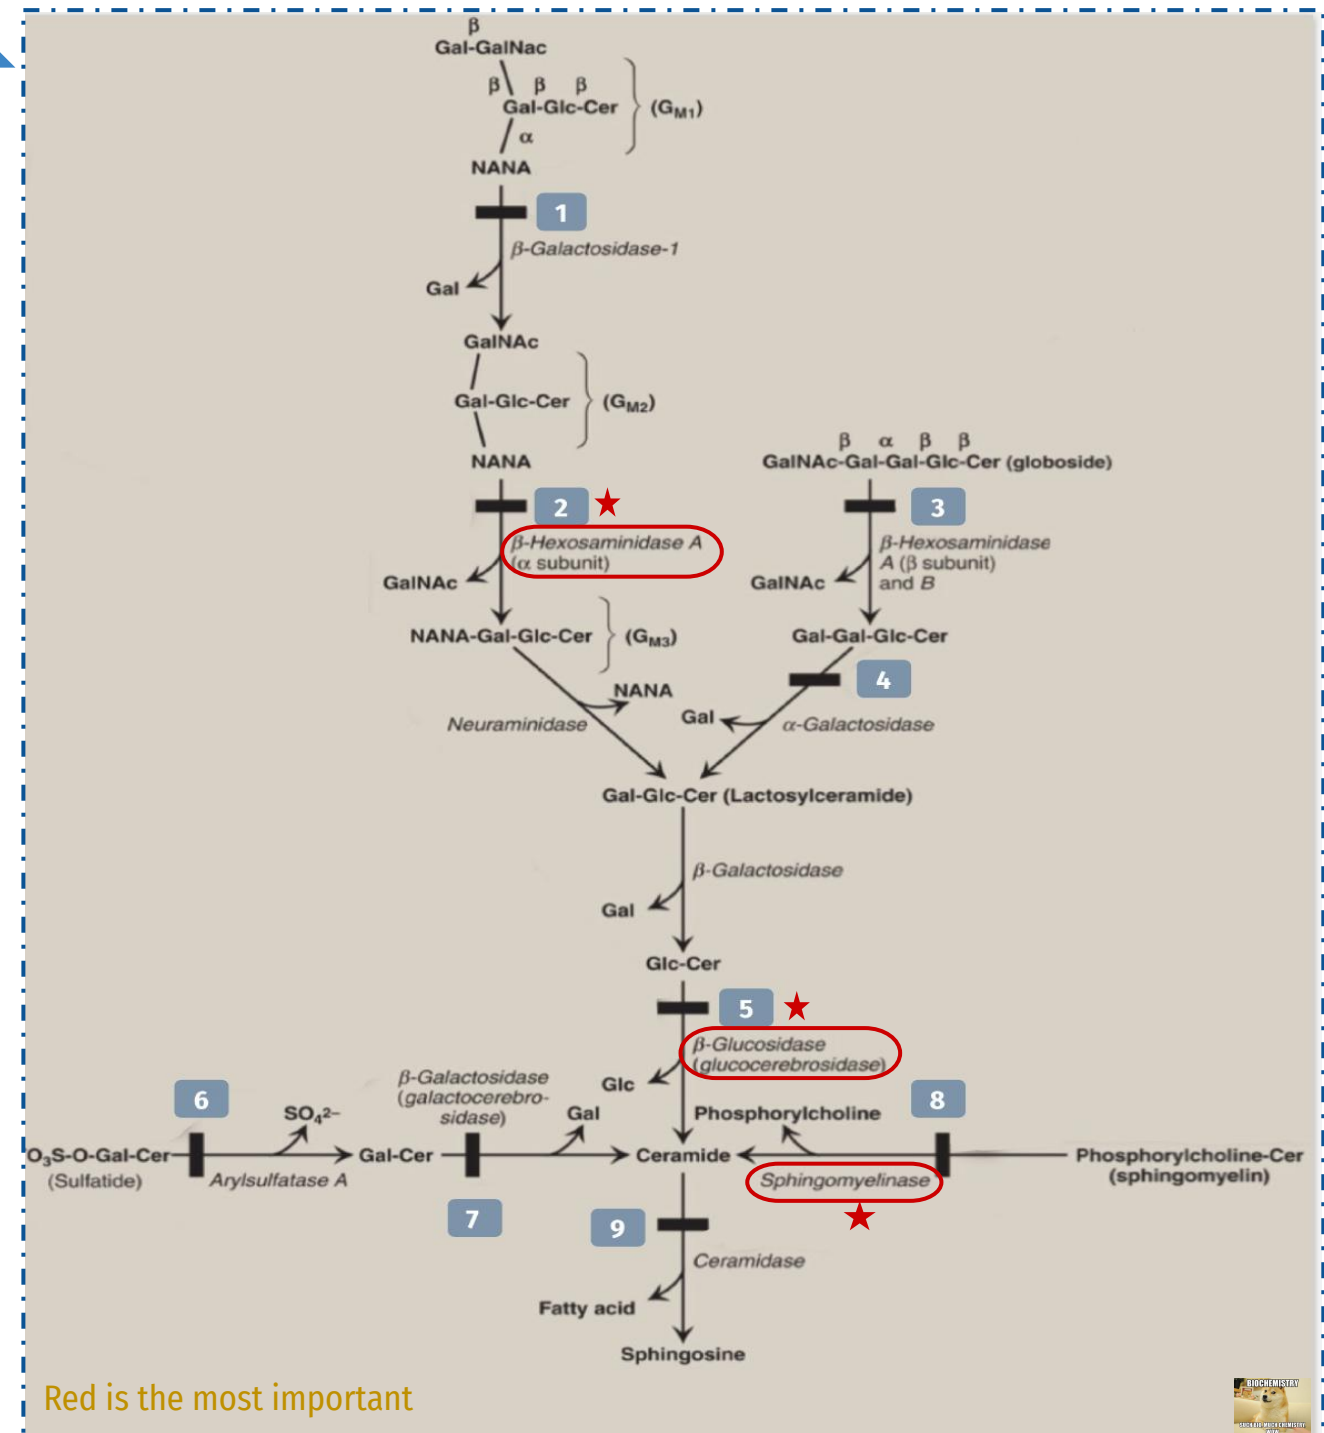 β
Gal-GalNac
β β β
Gal-Glc-Cer
(GM1)
α
NANA
1
β-Galactosidase-1
Gal
GalNAc
Gal-Glc-Cer
(GM2)
NANA
2
β-Hexosaminidase A
(α subunit)
GalNAc
NANA-Gal-Glc-Cer
(GM3)
NANA
Neuraminidase
β α β β
GalNAc-Gal-Gal-Glc-Cer (globoside)
3
β-Hexosaminidase
A (β subunit)
and B
GalNAc
Gal-Gal-Glc-Cer
4
Gal
α-Galactosidase
Gal-Glc-Cer (Lactosylceramide)
β-Galactosidase
Gal
Glc-Cer
5
β-Glucosidase
(glucocerebrosidase)
Glc
6
SO₄²⁻
O₃S-O-Gal-Cer
(Sulfatide)
Arylsulfatase A
Gal-Cer
β-Galactosidase
(galactocerebro-
sidase)
Gal
7
Ceramide
Phosphorylcholine
8
Sphingomyelinase
Phosphorylcholine-Cer
(sphingomyelin)
9
Ceramidase
Fatty acid
Sphingosine
Red is the most important
BIOCHEMISTRY
SUCH BIO, MUCH CHEMISTRY,